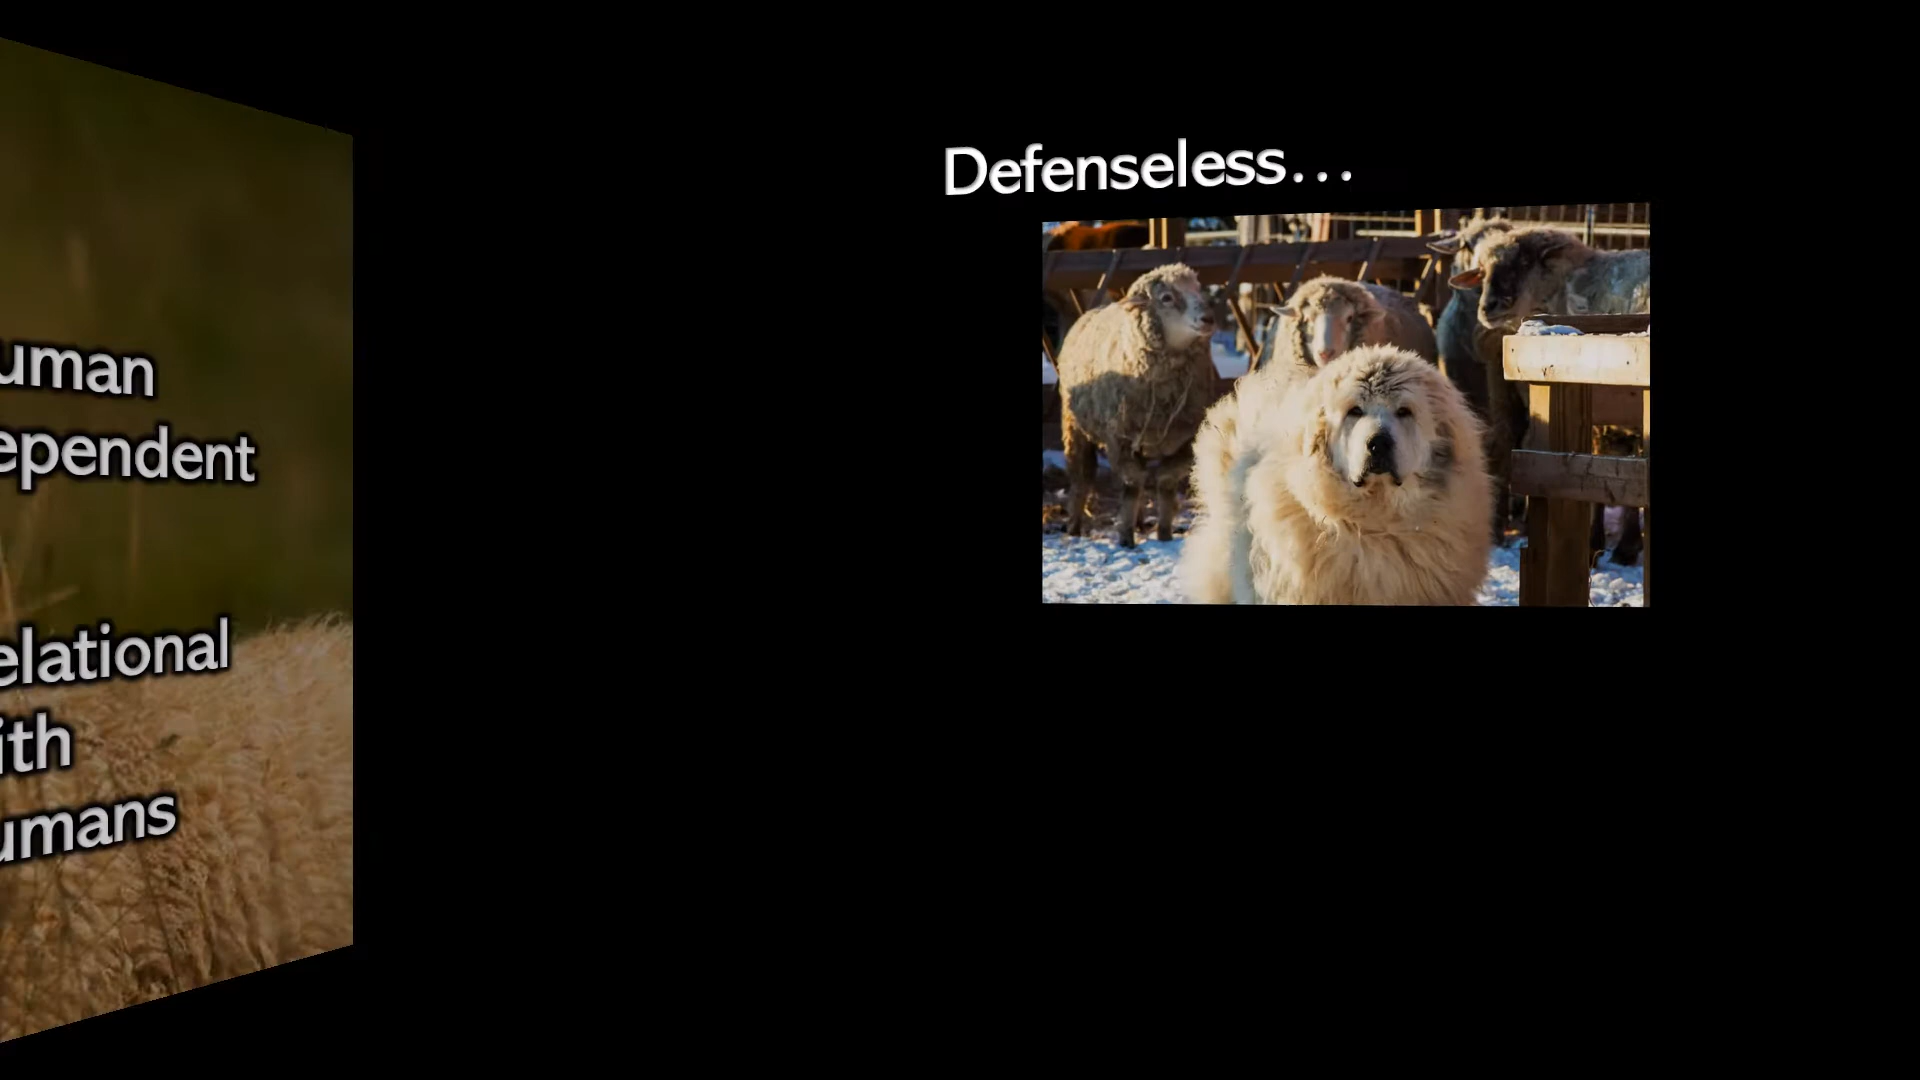 uman
ependent
elational
ith
umans
Defenseless...